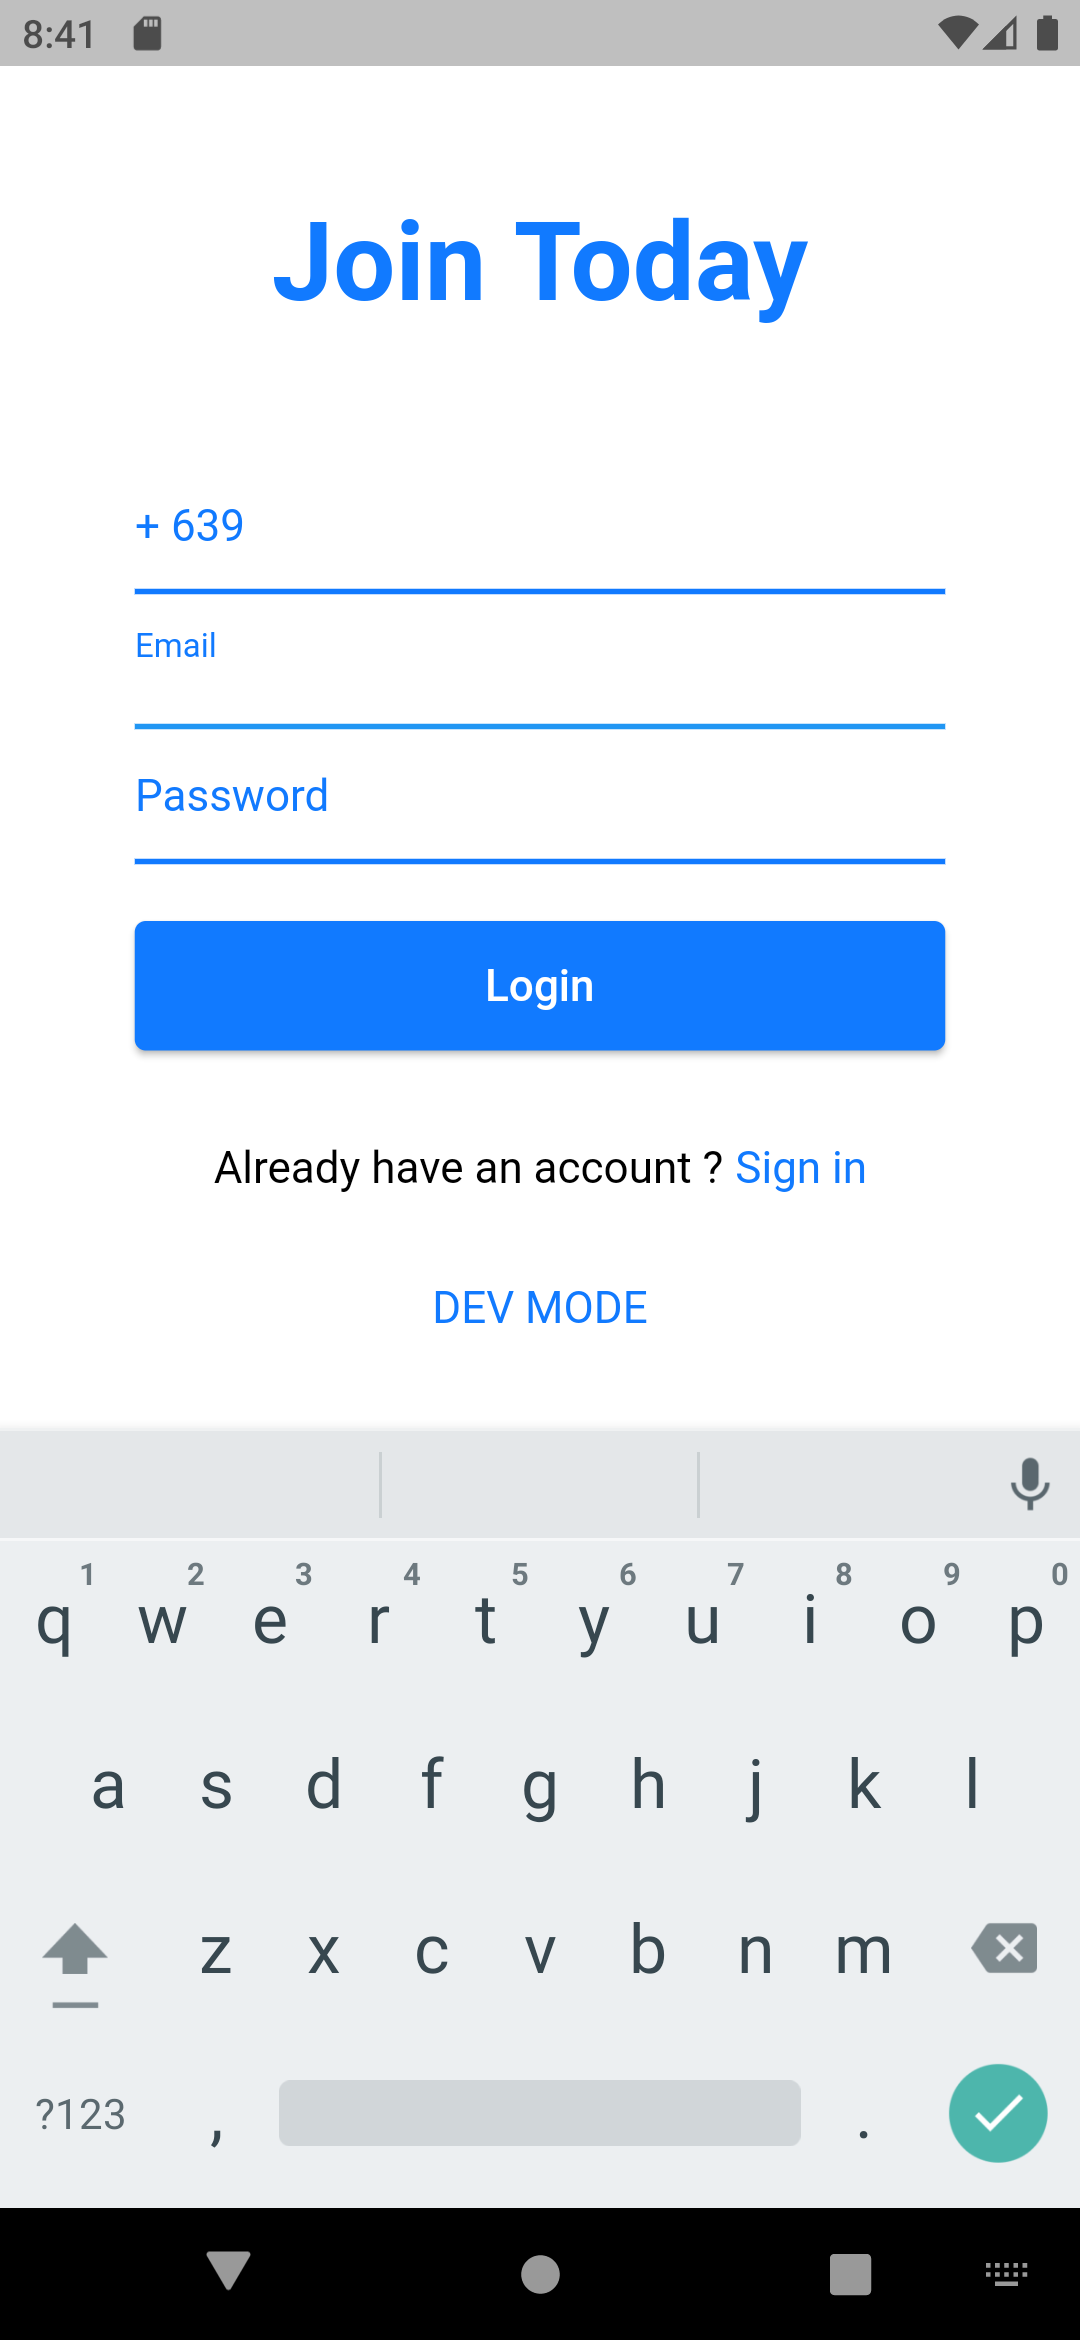 8:41
Join Today
+ 639
Email
Password
Login
Already have an account ? Sign in
DEV MODE
1 2 3 4 5 6 7 8 9 0
q w e r t y u i o p
a s d f g h j k l
z x c v b n m
?123 , .